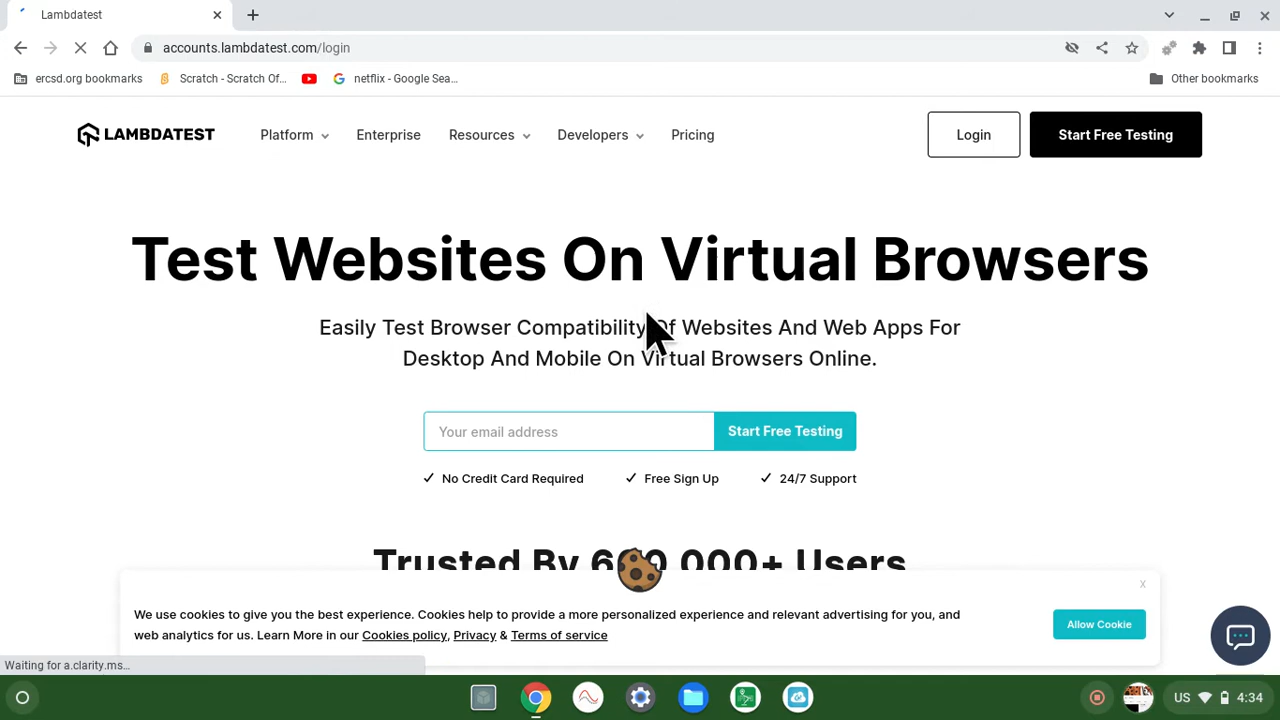 Lambdatest
accounts.lambdatest.com/login
ercsd.org bookmarks
Scratch - Scratch Of...
netflix - Google Sea...
Other bookmarks
LAMBDATEST
Platform
Enterprise
Resources
Developers
Pricing
Login
Start Free Testing
Test Websites On Virtual Browsers
Easily Test Browser Compatibility Of Websites And Web Apps For
Desktop And Mobile On Virtual Browsers Online.
Your email address
Start Free Testing
No Credit Card Required
Free Sign Up
24/7 Support
Trusted By 600,000+ Users
X
We use cookies to give you the best experience. Cookies help to provide a more personalized experience and relevant advertising for you, and
web analytics for us. Learn More in our Cookies policy, Privacy & Terms of service
Allow Cookie
Waiting for a.clarity.ms...
US
4:34